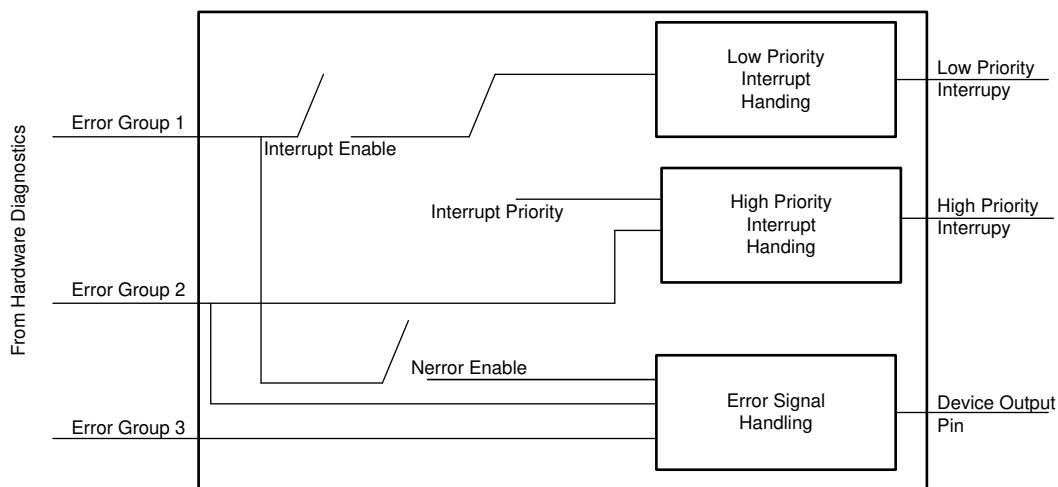 From Hardware Diagnostics
Error Group 1
Interrupt Enable
Low Priority
Interrupt
Handing
Low Priority
Interrupy
Interrupt Priority
High Priority
Interrupt
Handing
High Priority
Interrupy
Error Group 2
Nerror Enable
Error Signal
Handling
Device Output
Pin
Error Group 3